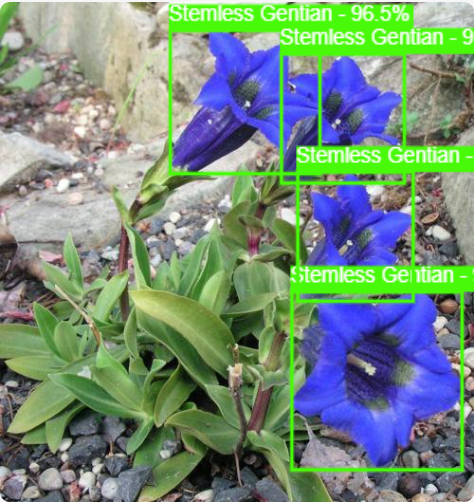 Stemless Gentian - 96.5%
Stemless Gentian - 9
Stemless Gentian -
Stemless Gentian -